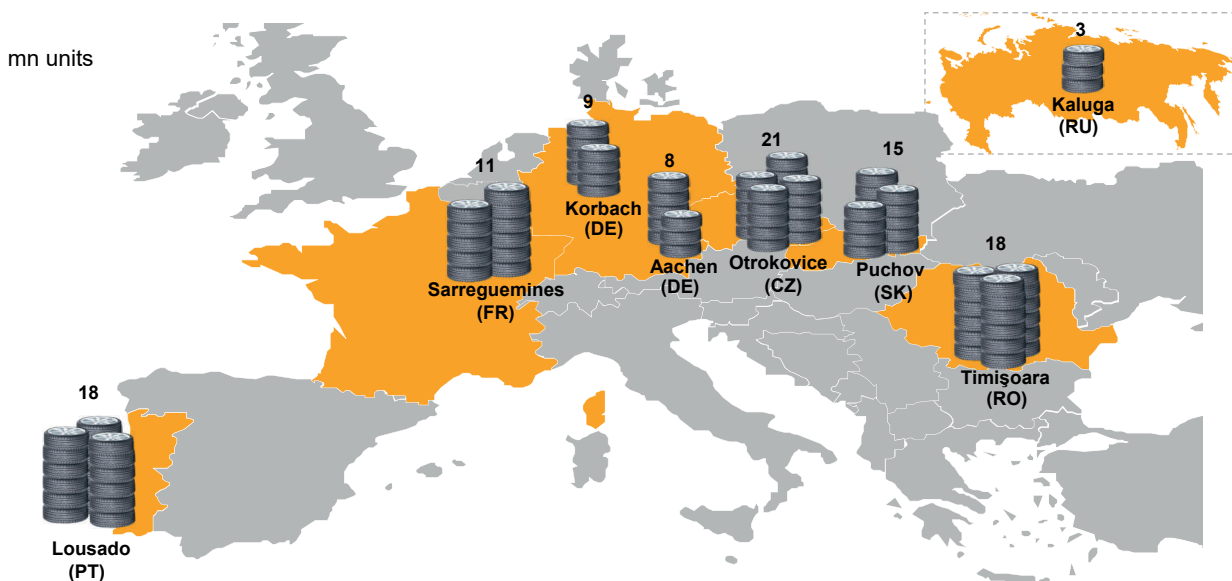 mn units
3
Kaluga
(RU)
9
Korbach
(DE)
11
Sarreguemines
(FR)
8
Aachen
(DE)
21
Otrokovice
(CZ)
15
Puchov
(SK)
18
Timişoara
(RO)
18
Lousado
(PT)